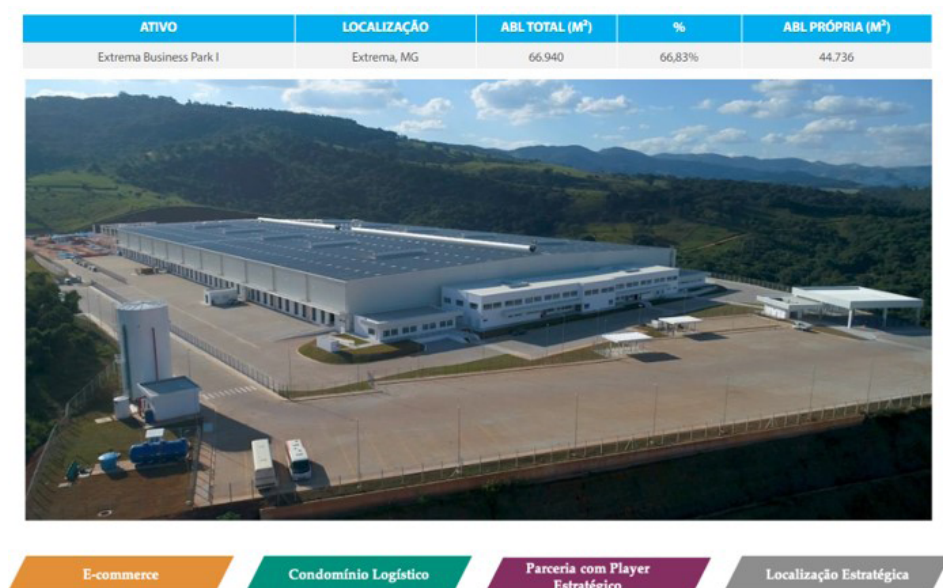 ATIVO LOCALIZAÇÃO ABL TOTAL (M²) % ABL PRÓPRIA (M²)
Extrema Business Park I Extrema, MG 66.940 66,83% 44.736
E-commerce Condomínio Logístico Parceria com Player Estratégico Localização Estratégica